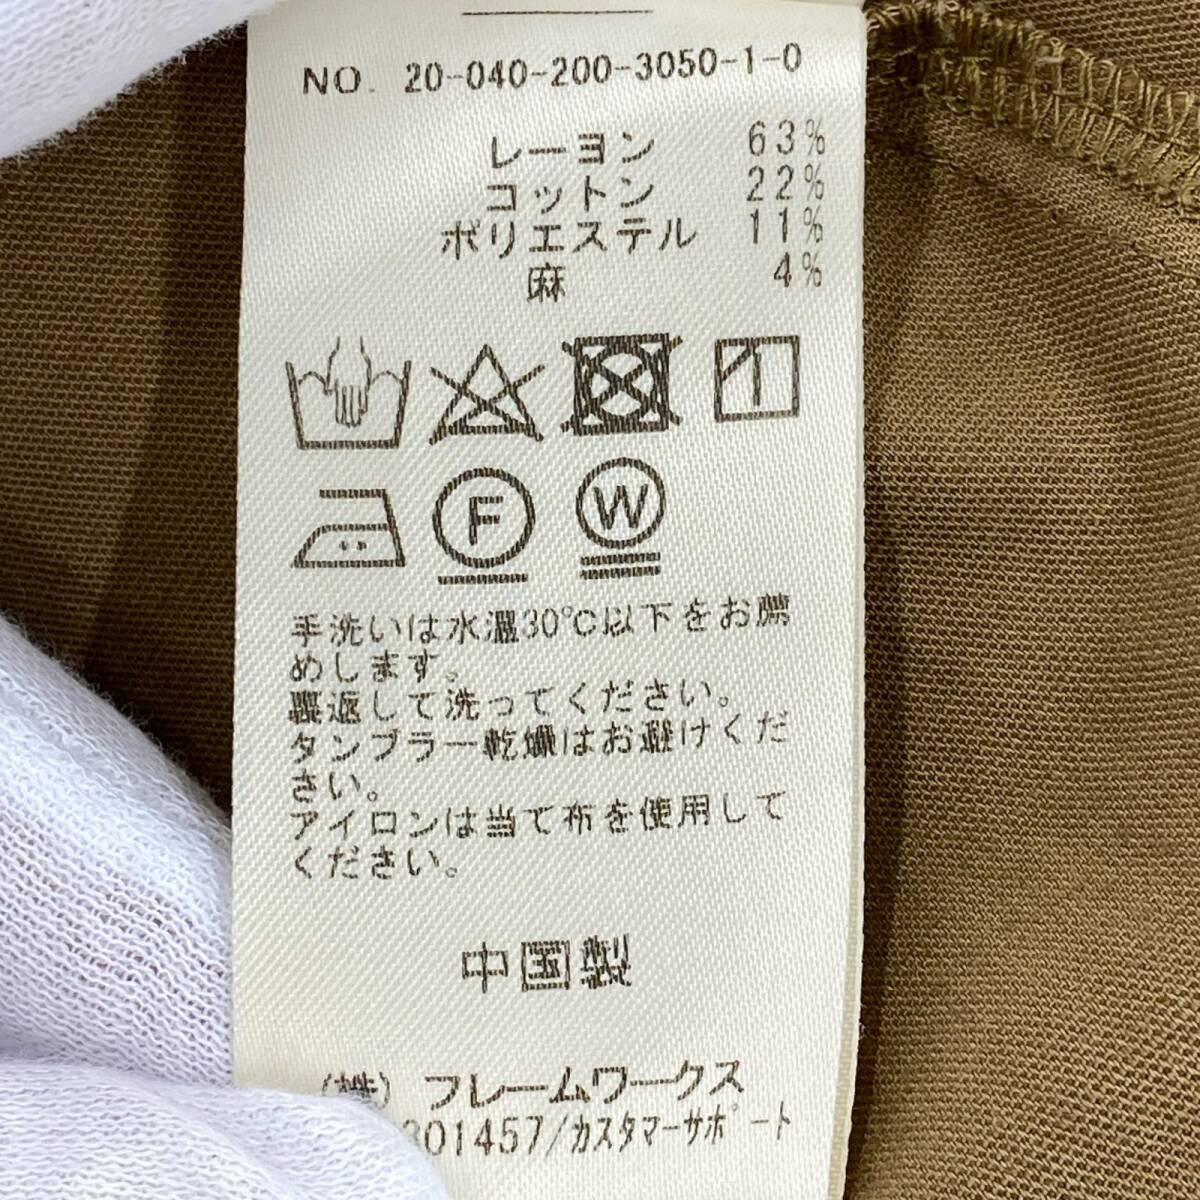 NO. 20-040-200-3050-1-0
レーヨン 63%
コットン 22%
ポリエステル 11%
麻 4%
F W
手洗いは水温30℃以下をお薦
めします。
裏返して洗ってください。
タンブラー乾燥はお避けくだ
さい。
アイロンは当て布を使用して
ください。
中国製
(株)フレームワークス
301457/カスタマーサポート